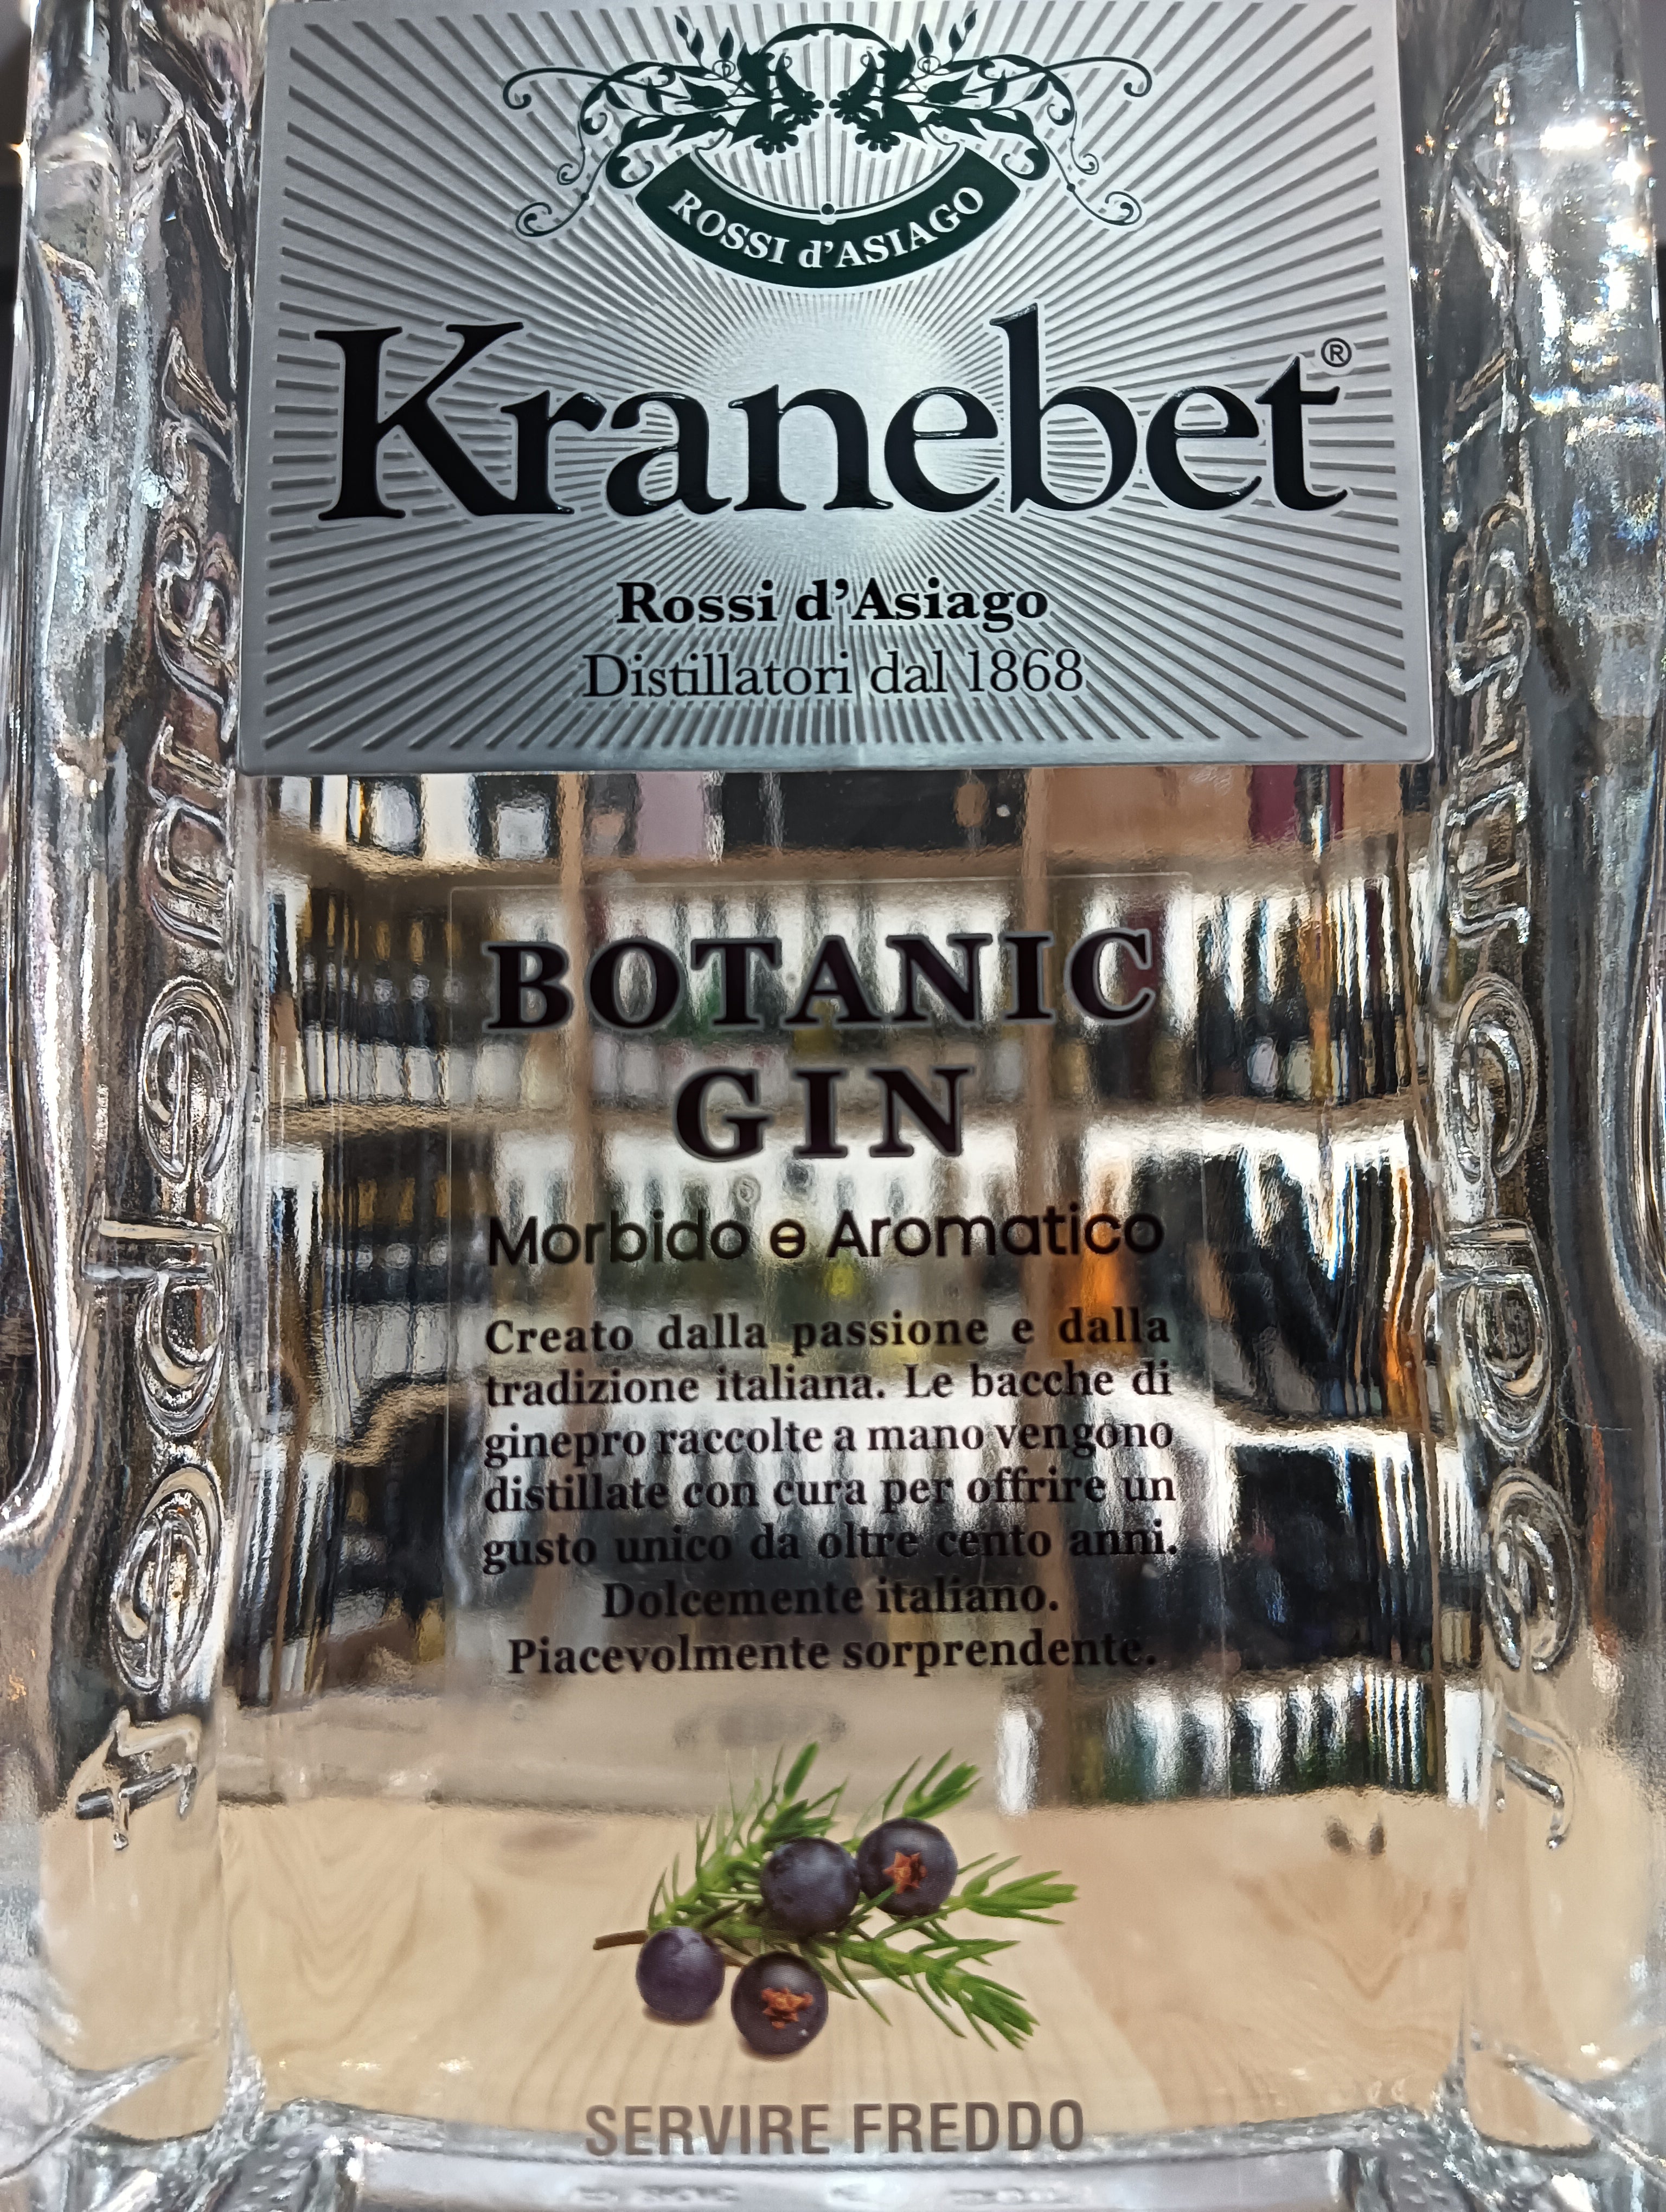 ROSSI d'ASIAGO
Kranebet®
Rossi d'Asiago
Distillatori dal 1868
BOTANIC
GIN
Morbido e Aromatico
Creato dalla passione e dalla
tradizione italiana. Le bacche di
ginepro raccolte a mano vengono
distillate con cura per offrire un
gusto unico da oltre cento anni.
Dolcemente italiano.
Piacevolmente sorprendente.
SERVIRE FREDDO